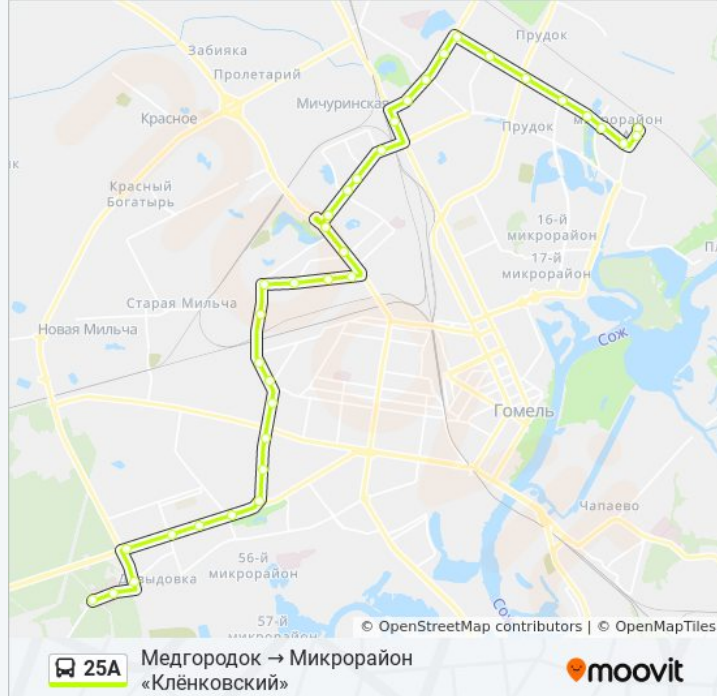 Забияка
Прудок
Пролетарий
Мичуринская
Красное
Прудок
микрорайон
ик
Красный
Богатырь
16-й
микрорайон
17-й
микрорайон
Старая Мильча
Новая Мильча
Сож
Гомель
Чапаево
56-й
микрорайон
57-й
© OpenStreetMap contributors | © OpenMapTiles
25А
Медгородок → Микрорайон
«Клёнковский»
moovit